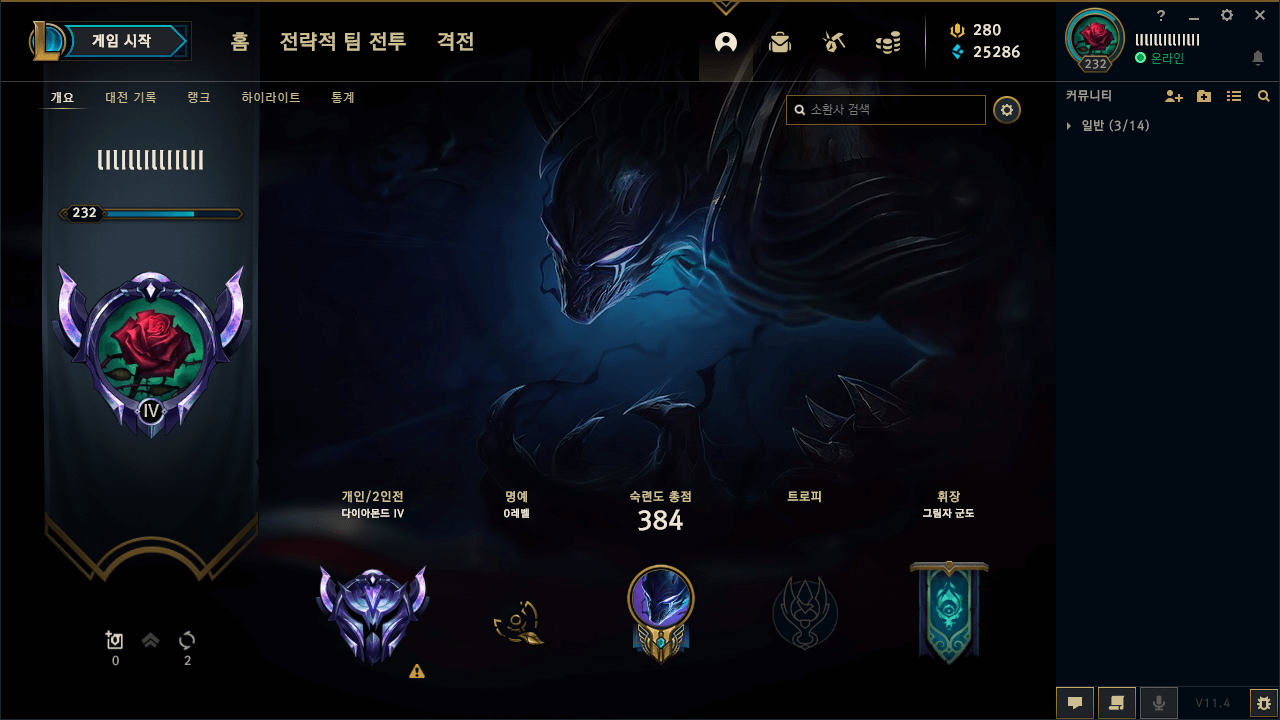 게임 시작
홈
전략적 팀 전투
격전
280
25286
?
232
온라인
개요
대전 기록
랭크
하이라이트
통계
소환사 검색
커뮤니티
일반 (3/14)
232
IV
개인/2인전
다이아몬드 IV
명예
0레벨
숙련도 총점
384
트로피
휘장
그림자 군도
0
2
V11.4